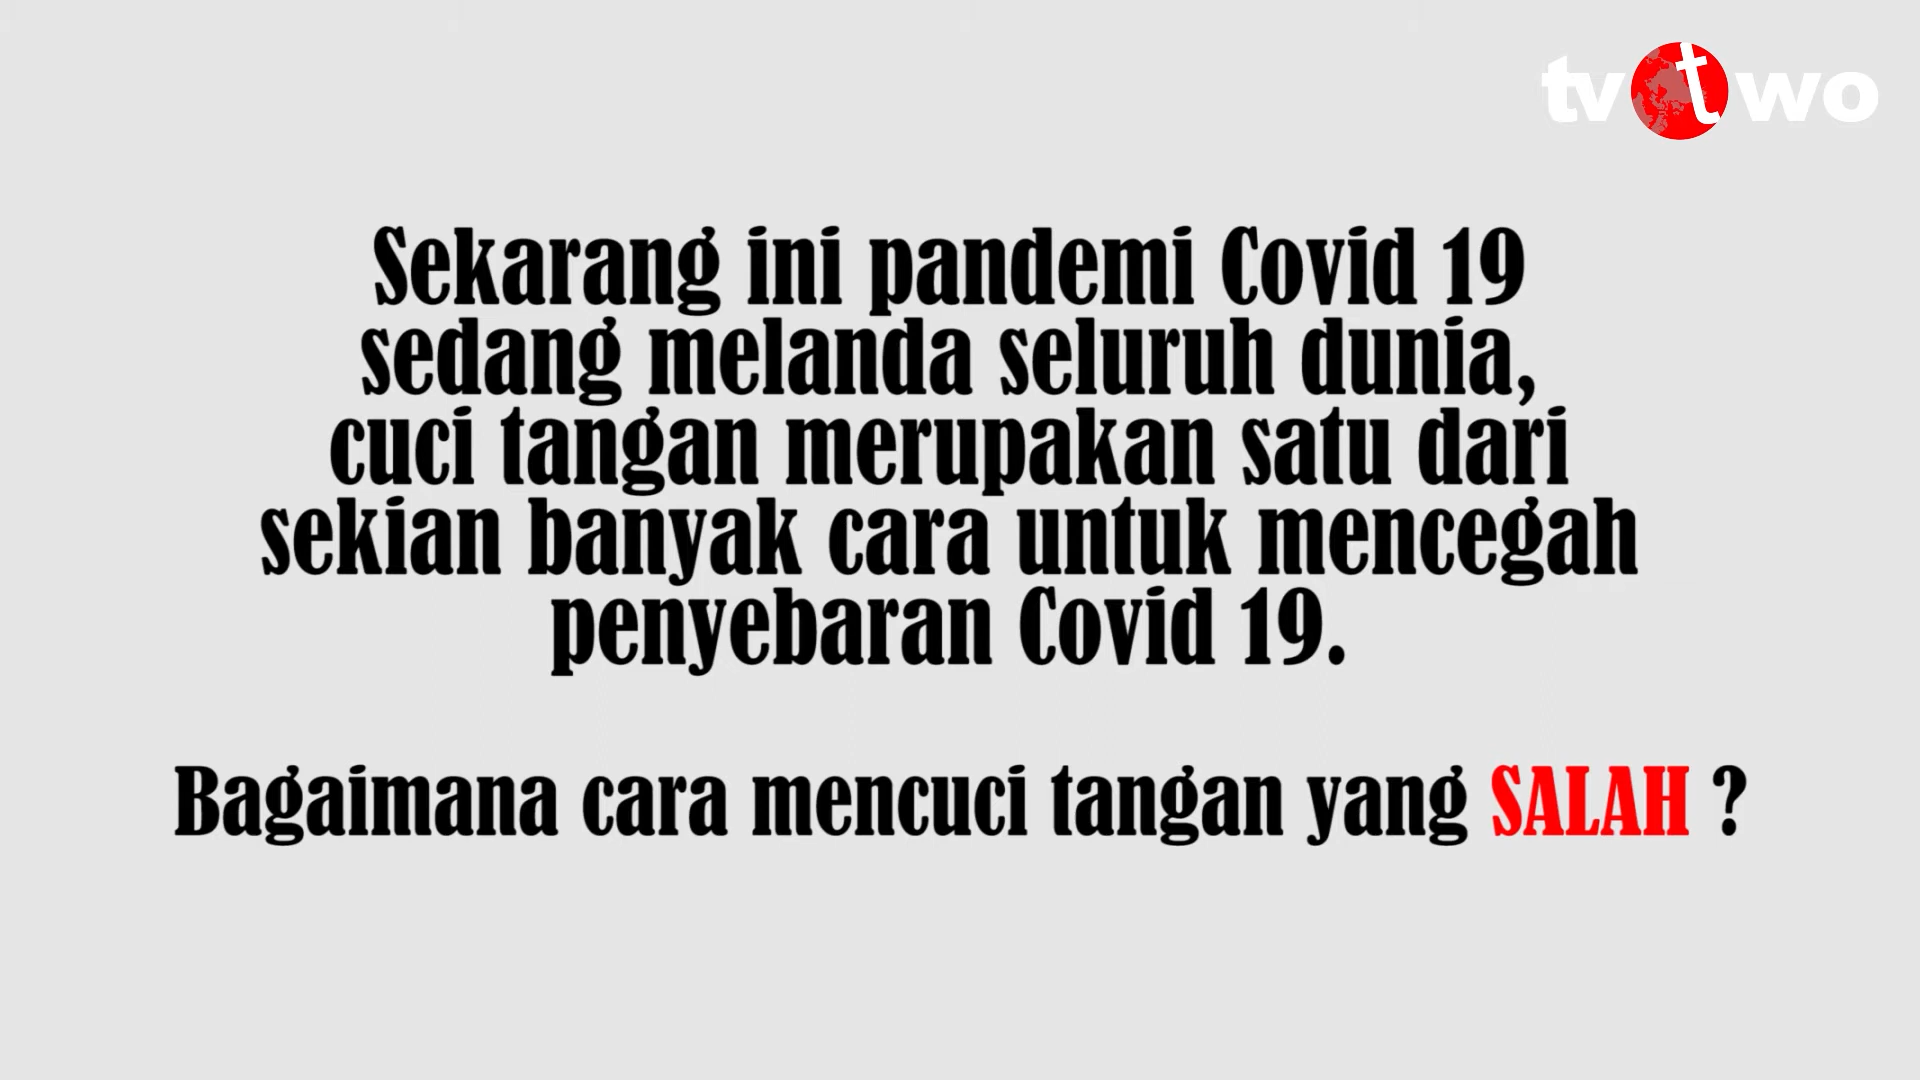 tvtwo
Sekarang ini pandemi Covid 19
sedang melanda seluruh dunia,
cuci tangan merupakan satu dari
sekian banyak cara untuk mencegah
penyebaran Covid 19.
Bagaimana cara mencuci tangan yang SALAH ?